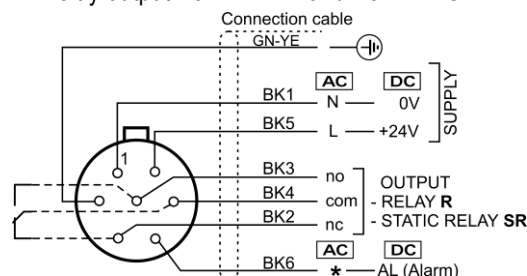 Connection cable
GN-YE
AC DC
BK1 N 0V
BK5 L +24V
SUPPLY
1
BK3 no
BK4 com
BK2 nc
OUTPUT
- RELAY R
- STATIC RELAY SR
AC DC
BK6 * AL (Alarm)